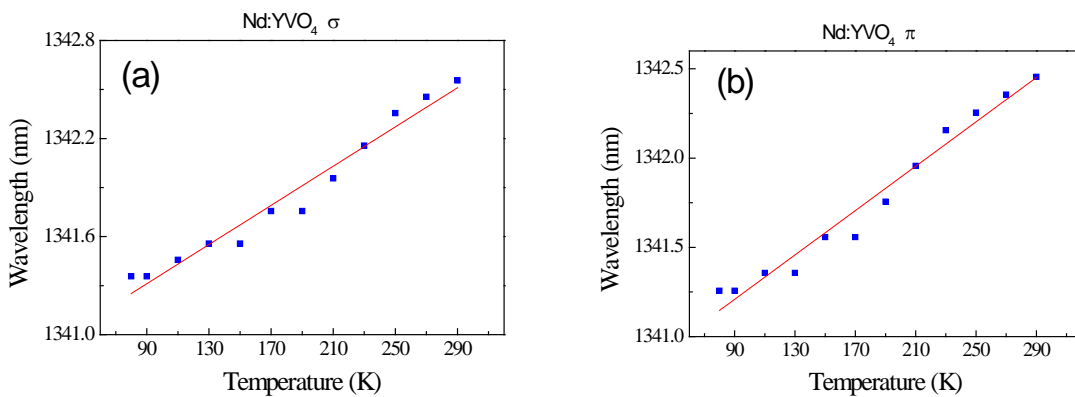 Nd:YVO₄ σ
(a)
1342.8
1342.2
1341.6
1341.0
Wavelength (nm)
90 130 170 210 250 290
Temperature (K)
Nd:YVO₄ π
(b)
1342.5
1342.0
1341.5
1341.0
Wavelength (nm)
90 130 170 210 250 290
Temperature (K)